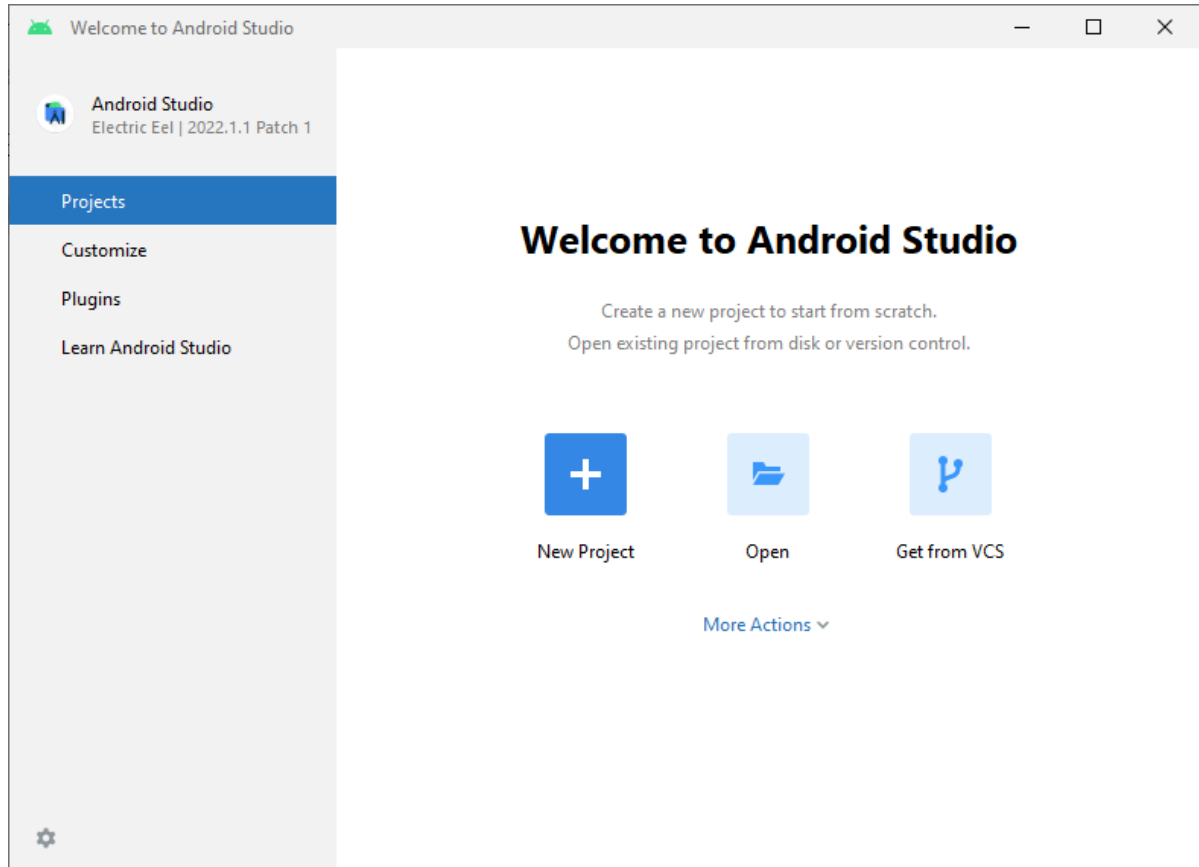 Welcome to Android Studio
Android Studio
Electric Eel | 2022.1.1 Patch 1
Projects
Customize
Plugins
Learn Android Studio
Welcome to Android Studio
Create a new project to start from scratch.
Open existing project from disk or version control.
New Project
Open
Get from VCS
More Actions